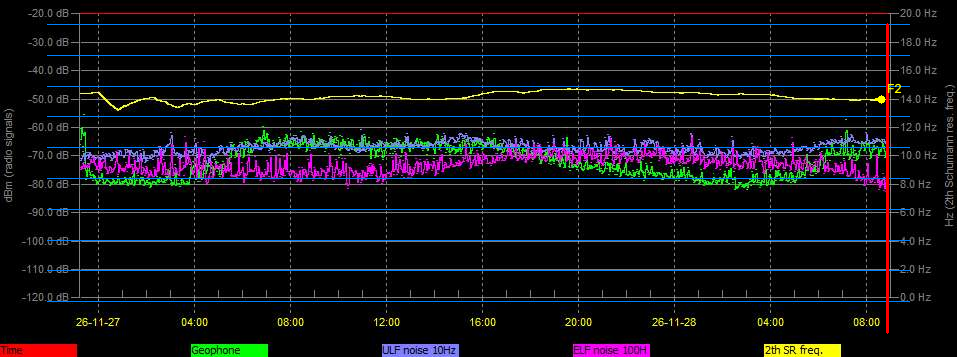 -20.0 dB
-30.0 dB
-40.0 dB
-50.0 dB
-60.0 dB
-70.0 dB
-80.0 dB
-90.0 dB
-100.0 dB
-110.0 dB
-120.0 dB
dBm (radio signals)
20.0 Hz
18.0 Hz
16.0 Hz
14.0 Hz
12.0 Hz
10.0 Hz
8.0 Hz
6.0 Hz
4.0 Hz
2.0 Hz
0.0 Hz
Hz (2th Schumann res. freq.)
F2
26-11-27 04:00 08:00 12:00 16:00 20:00 26-11-28 04:00 08:00
Time Geophone ULF noise 10Hz ELF noise 100H 2th SR freq.